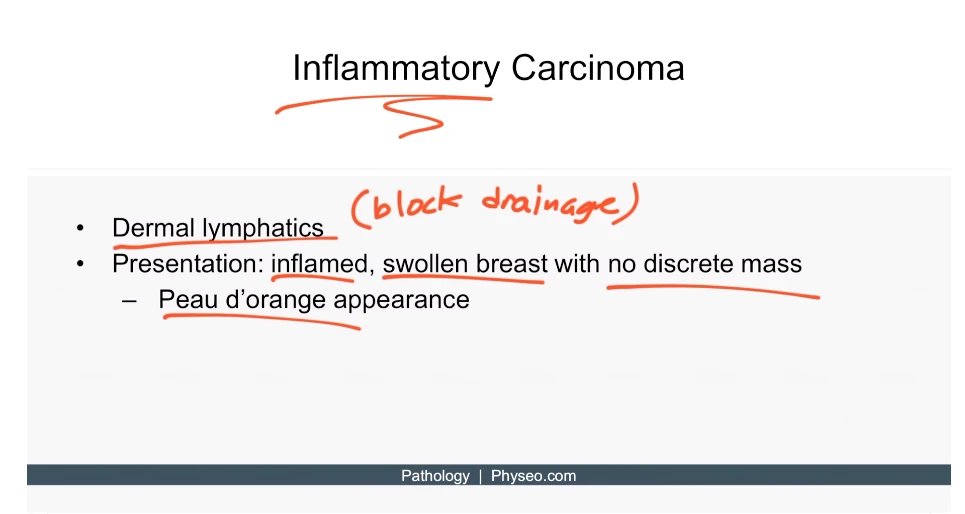 Inflammatory Carcinoma
(block drainage)
• Dermal lymphatics
• Presentation: inflamed, swollen breast with no discrete mass
– Peau d’orange appearance
Pathology | Physeo.com